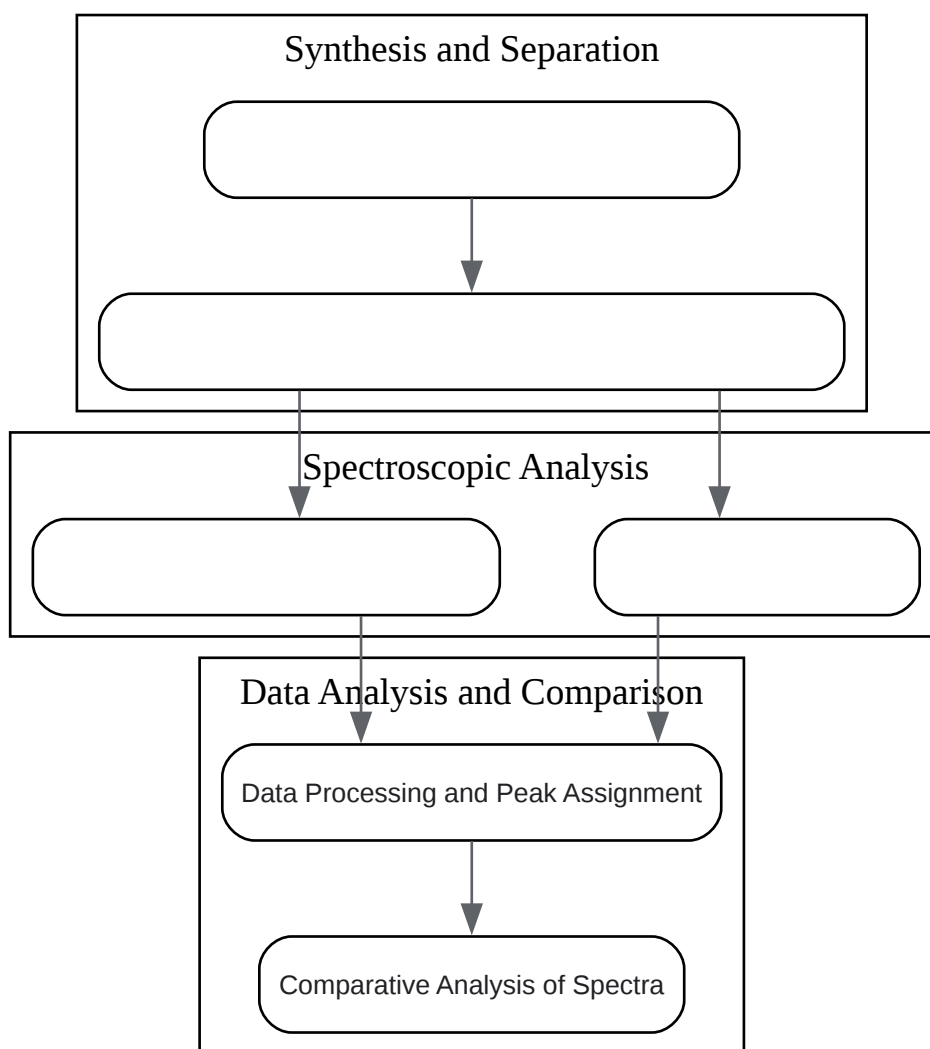 Synthesis and Separation
Spectroscopic Analysis
Data Analysis and Comparison
Data Processing and Peak Assignment
Comparative Analysis of Spectra